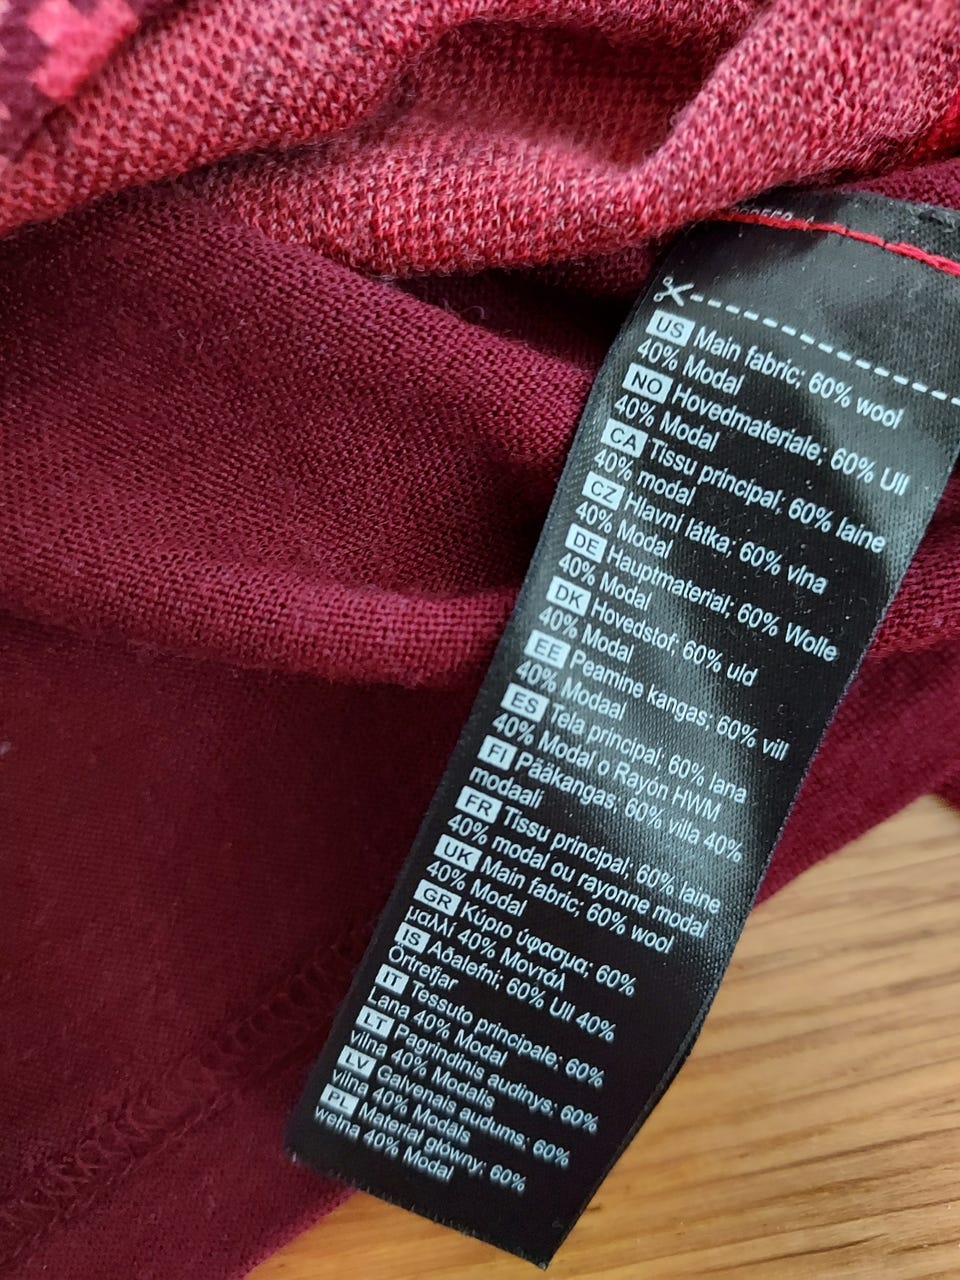 US Main fabric; 60% wool
40% Modal
NO Hovedmateriale; 60% Ull
40% Modal
CA Tissu principal; 60% laine
40% modal
CZ Hlavní látka; 60% vlna
40% Modal
DE Hauptmaterial; 60% Wolle
40% Modal
DK Hovedstof; 60% uld
40% Modal
EE Peamine kangas; 60% vill
40% Modaal
ES Tela principal; 60% lana
40% Modal o Rayón HWM
FI Pääkangas; 60% villa 40%
modaali
FR Tissu principal; 60% laine
40% modal ou rayonne modal
UK Main fabric; 60% wool
40% Modal
GR Κύριο ύφασμα; 60%
μαλλί 40% Μοντάλ
IS Aðalefni; 60% Ull 40%
Örtrefjar
IT Tessuto principale; 60%
Lana 40% Modal
LT Pagrindinis audinys; 60%
vilna 40% Modalis
LV Galvenais audums; 60%
vilna 40% Modāls
PL Materiał główny; 60%
wełna 40% Modal